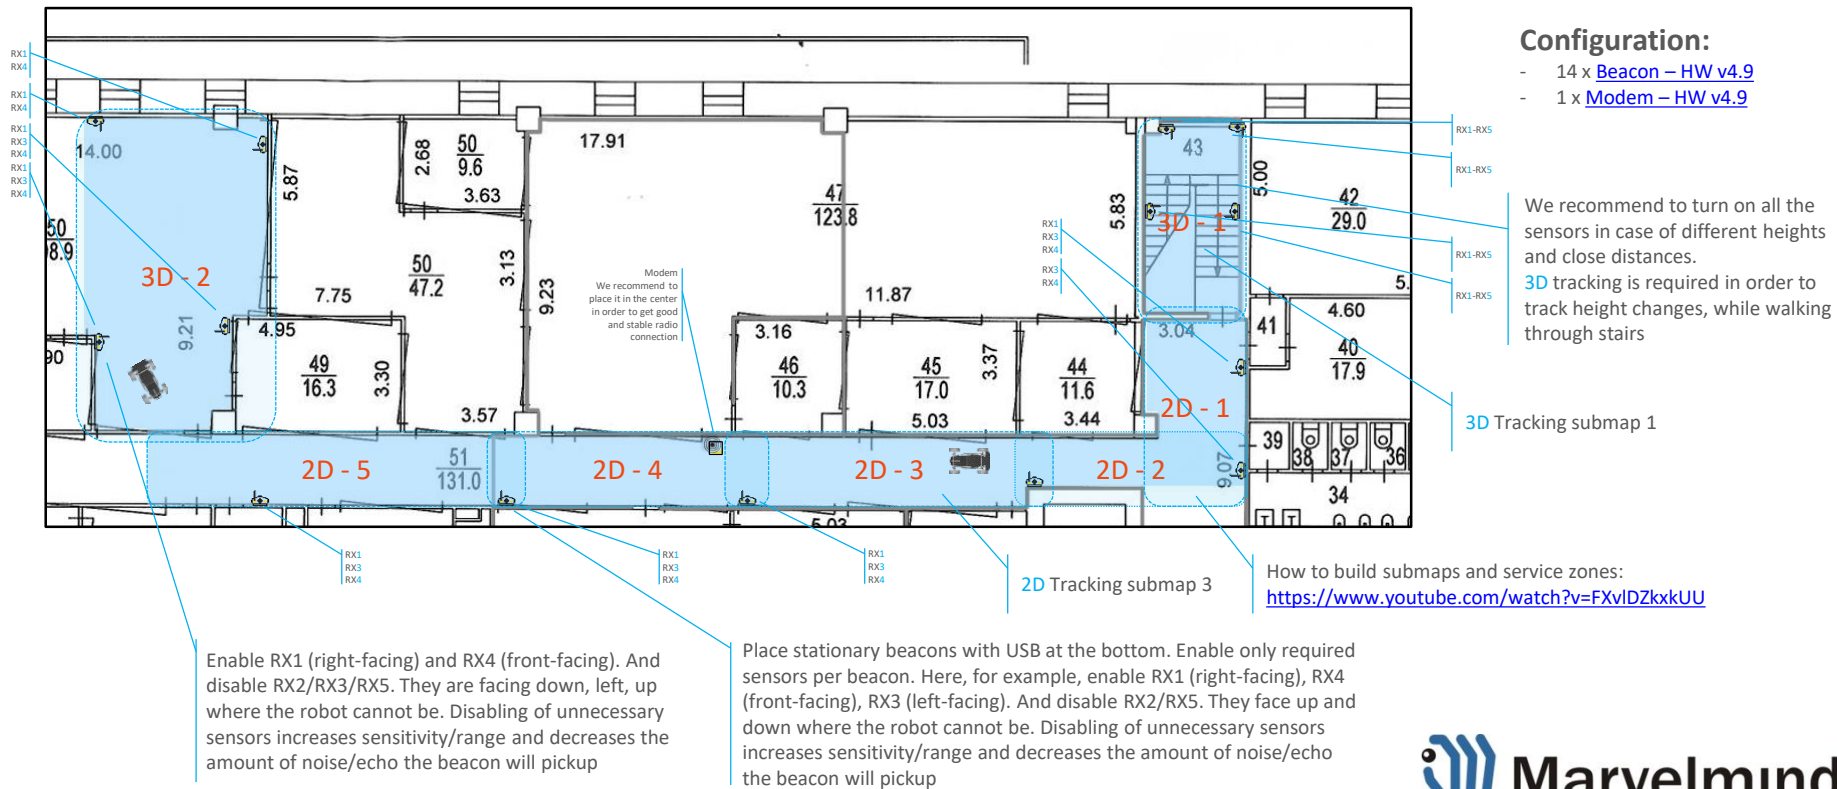 Configuration:
- 14 x Beacon – HW v4.9
- 1 x Modem – HW v4.9
RX1
RX4
RX1
RX4
RX1
RX3
RX4
RX1
RX3
RX4
14.00
5.87
2.68
50
9.6
3.63
17.91
47
123.8
5.83
43
5.00
42
29.0
RX1-RX5
RX1-RX5
RX1-RX5
RX1-RX5
We recommend to turn on all the
sensors in case of different heights
and close distances.
3D tracking is required in order to
track height changes, while walking
through stairs
50
98.9
3D - 2
50
47.2
3.13
9.23
7.75
4.95
9.21
Modem
We recommend to
place it in the center
in order to get good
and stable radio
connection
RX1
RX3
RX4
RX3
RX4
3D - 1
11.87
3.16
3.04
41
4.60
5.
90
49
16.3
3.30
3.57
46
10.3
45
17.0
3.37
5.03
44
11.6
3.44
2D - 1
40
17.9
3D Tracking submap 1
2D - 5
51
131.0
2D - 4
2D - 3
2D - 2
9.07
39
38
37
36
34
5.03
RX1
RX3
RX4
RX1
RX3
RX4
RX1
RX3
RX4
2D Tracking submap 3
How to build submaps and service zones:
https://www.youtube.com/watch?v=FXvlDZkxkUU
Enable RX1 (right-facing) and RX4 (front-facing). And
disable RX2/RX3/RX5. They are facing down, left, up
where the robot cannot be. Disabling of unnecessary
sensors increases sensitivity/range and decreases the
amount of noise/echo the beacon will pickup
Place stationary beacons with USB at the bottom. Enable only required
sensors per beacon. Here, for example, enable RX1 (right-facing), RX4
(front-facing), RX3 (left-facing). And disable RX2/RX5. They face up and
down where the robot cannot be. Disabling of unnecessary sensors
increases sensitivity/range and decreases the amount of noise/echo
the beacon will pickup
Marvelmind